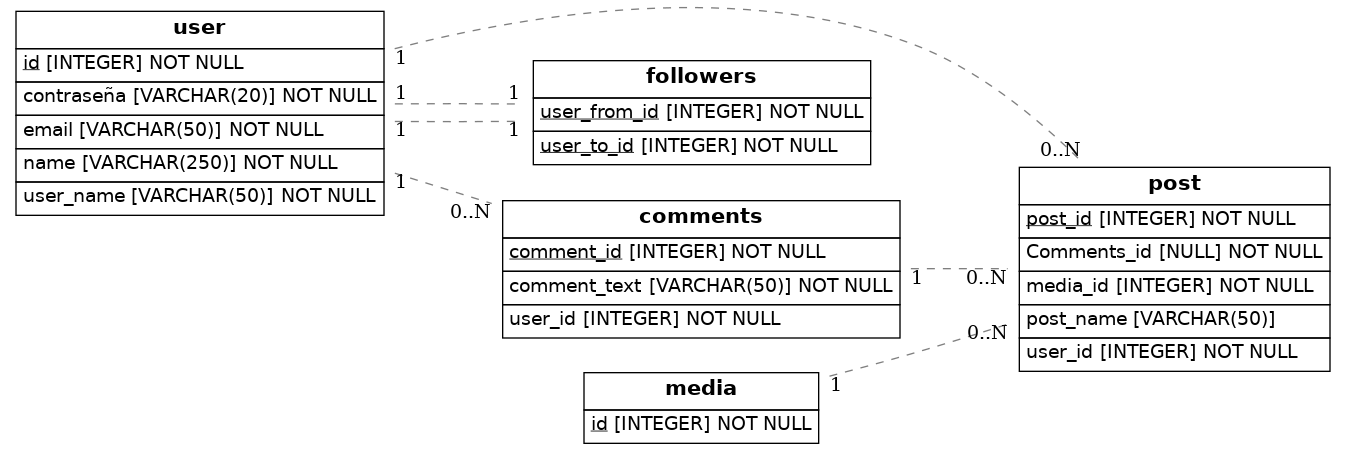 user
id [INTEGER] NOT NULL
contraseña [VARCHAR(20)] NOT NULL
email [VARCHAR(50)] NOT NULL
name [VARCHAR(250)] NOT NULL
user_name [VARCHAR(50)] NOT NULL
1
1
1
1
followers
user_from_id [INTEGER] NOT NULL
user_to_id [INTEGER] NOT NULL
1
1
0..N
comments
comment_id [INTEGER] NOT NULL
comment_text [VARCHAR(50)] NOT NULL
user_id [INTEGER] NOT NULL
1
0..N
media
id [INTEGER] NOT NULL
1
0..N
0..N
post
post_id [INTEGER] NOT NULL
Comments_id [NULL] NOT NULL
media_id [INTEGER] NOT NULL
post_name [VARCHAR(50)]
user_id [INTEGER] NOT NULL